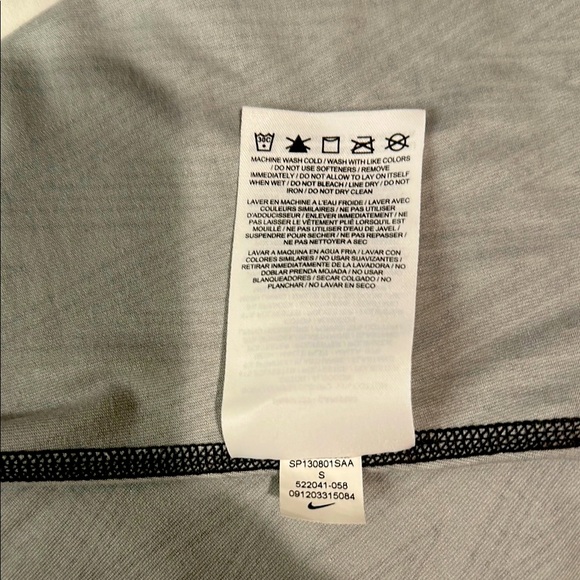 30C
MACHINE WASH COLD / WASH WITH LIKE COLORS
/ DO NOT USE SOFTENERS / REMOVE
IMMEDIATELY / DO NOT ALLOW TO LAY ON ITSELF
WHEN WET / DO NOT BLEACH / LINE DRY / DO NOT
IRON / DO NOT DRY CLEAN
LAVER EN MACHINE A L'EAU FROIDE / LAVER AVEC
COULEURS SIMILAIRES / NE PAS UTILISER
D'ADOUCISSEUR / ENLEVER IMMEDIATEMENT / NE
PAS LAISSER LE VÊTEMENT PLIÉ LORSQU'IL EST
MOUILLÉ / NE PAS UTILISER D'EAU DE JAVEL /
SUSPENDRE POUR SECHER / NE PAS REPASSER /
NE PAS NETTOYER A SEC
LAVAR A MAQUINA EN AGUA FRIA / LAVAR CON
COLORES SIMILARES / NO USAR SUAVIZANTES /
RETIRAR INMEDIATAMENTE DE LA LAVADORA / NO
DOBLAR PRENDA MOJADA / NO USAR
BLANQUEADORES / SECAR COLGANDO / NO
PLANCHAR / NO LAVAR EN SECO
SP130801SAA
S
522041-058
091203315084